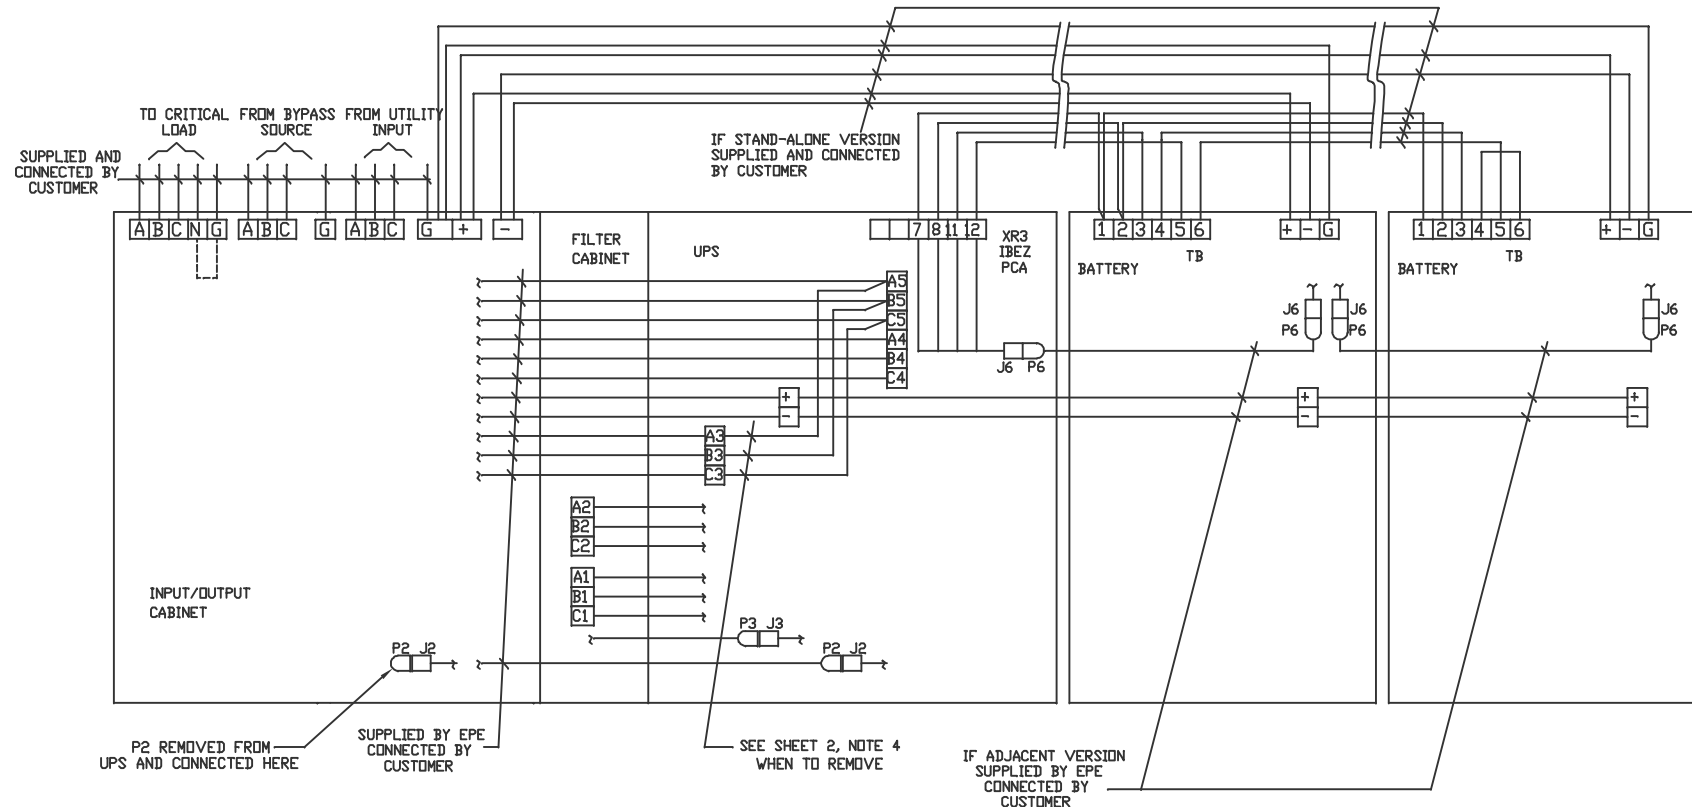 TO CRITICAL FROM BYPASS FROM UTILITY
LOAD SOURCE INPUT
SUPPLIED AND
CONNECTED BY
CUSTOMER
IF STAND-ALONE VERSION
SUPPLIED AND CONNECTED
BY CUSTOMER
A B C N G A B C G A B C G + -
7 8 11 12
1 2 3 4 5 6
+ - G
1 2 3 4 5 6
+ - G
FILTER
CABINET
UPS
XR3
IBEZ
PCA
TB
BATTERY
TB
BATTERY
A5
B5
C5
A4
B4
C4
J6
P6
J6
P6
J6
P6
J6 P6
+
-
+
-
+
-
A3
B3
C3
A2
B2
C2
A1
B1
C1
INPUT/OUTPUT
CABINET
P3 J3
P2 J2
P2 J2
P2 REMOVED FROM
UPS AND CONNECTED HERE
SUPPLIED BY EPE
CONNECTED BY
CUSTOMER
SEE SHEET 2, NOTE 4
WHEN TO REMOVE
IF ADJACENT VERSION
SUPPLIED BY EPE
CONNECTED BY
CUSTOMER